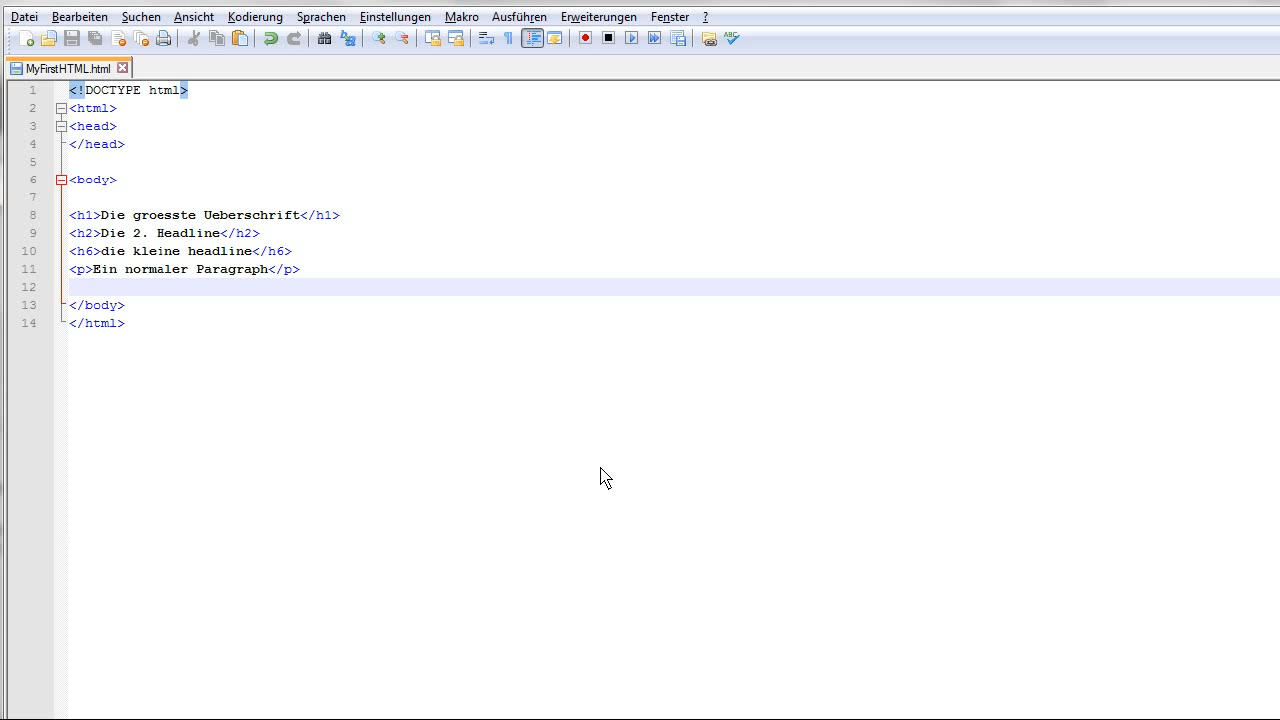 Datei Bearbeiten Suchen Ansicht Kodierung Sprachen Einstellungen Makro Ausführen Erweiterungen Fenster ?
ABC
MyFirstHTML.html
1 <!DOCTYPE html>
2 <html>
3 <head>
4 </head>
5
6 <body>
7
8 <h1>Die groesste Ueberschrift</h1>
9 <h2>Die 2. Headline</h2>
10 <h6>die kleine headline</h6>
11 <p>Ein normaler Paragraph</p>
12
13 </body>
14 </html>